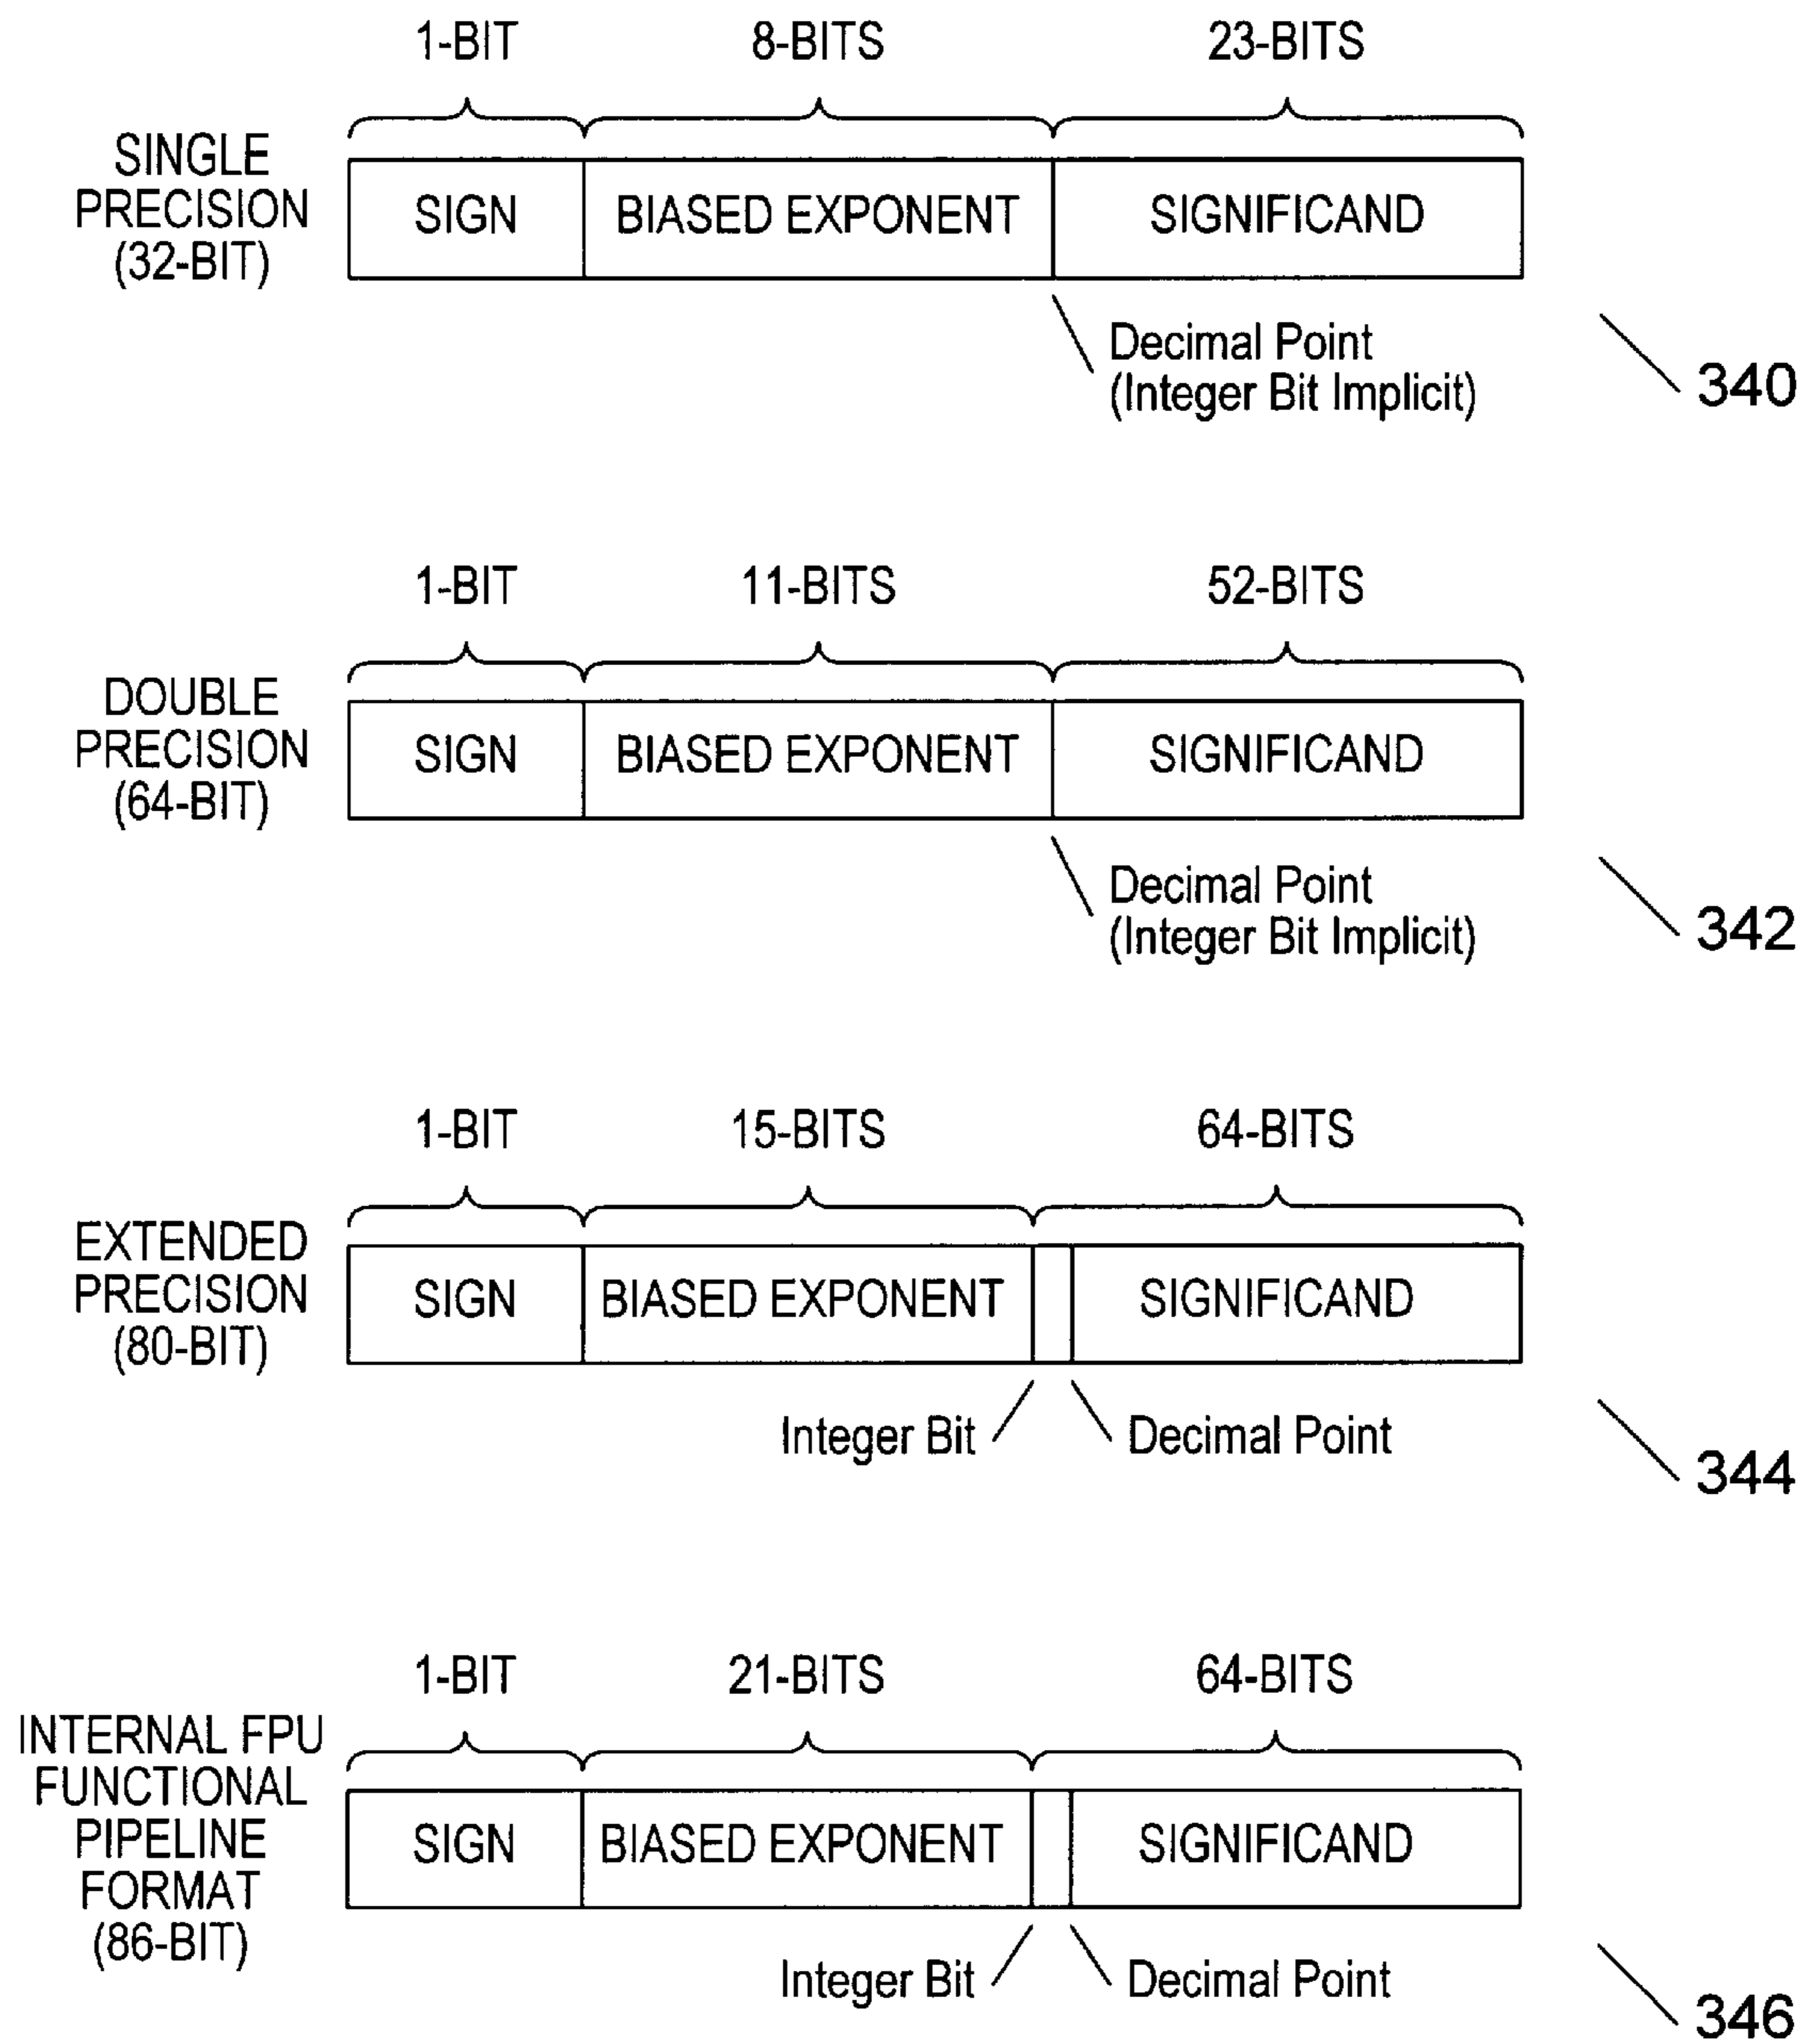 1-BIT 8-BITS 23-BITS
SINGLE
PRECISION
(32-BIT)
SIGN BIASED EXPONENT SIGNIFICAND
Decimal Point
(Integer Bit Implicit)
340
1-BIT 11-BITS 52-BITS
DOUBLE
PRECISION
(64-BIT)
SIGN BIASED EXPONENT SIGNIFICAND
Decimal Point
(Integer Bit Implicit)
342
1-BIT 15-BITS 64-BITS
EXTENDED
PRECISION
(80-BIT)
SIGN BIASED EXPONENT SIGNIFICAND
Integer Bit Decimal Point
344
1-BIT 21-BITS 64-BITS
INTERNAL FPU
FUNCTIONAL
PIPELINE
FORMAT
(86-BIT)
SIGN BIASED EXPONENT SIGNIFICAND
Integer Bit Decimal Point
346